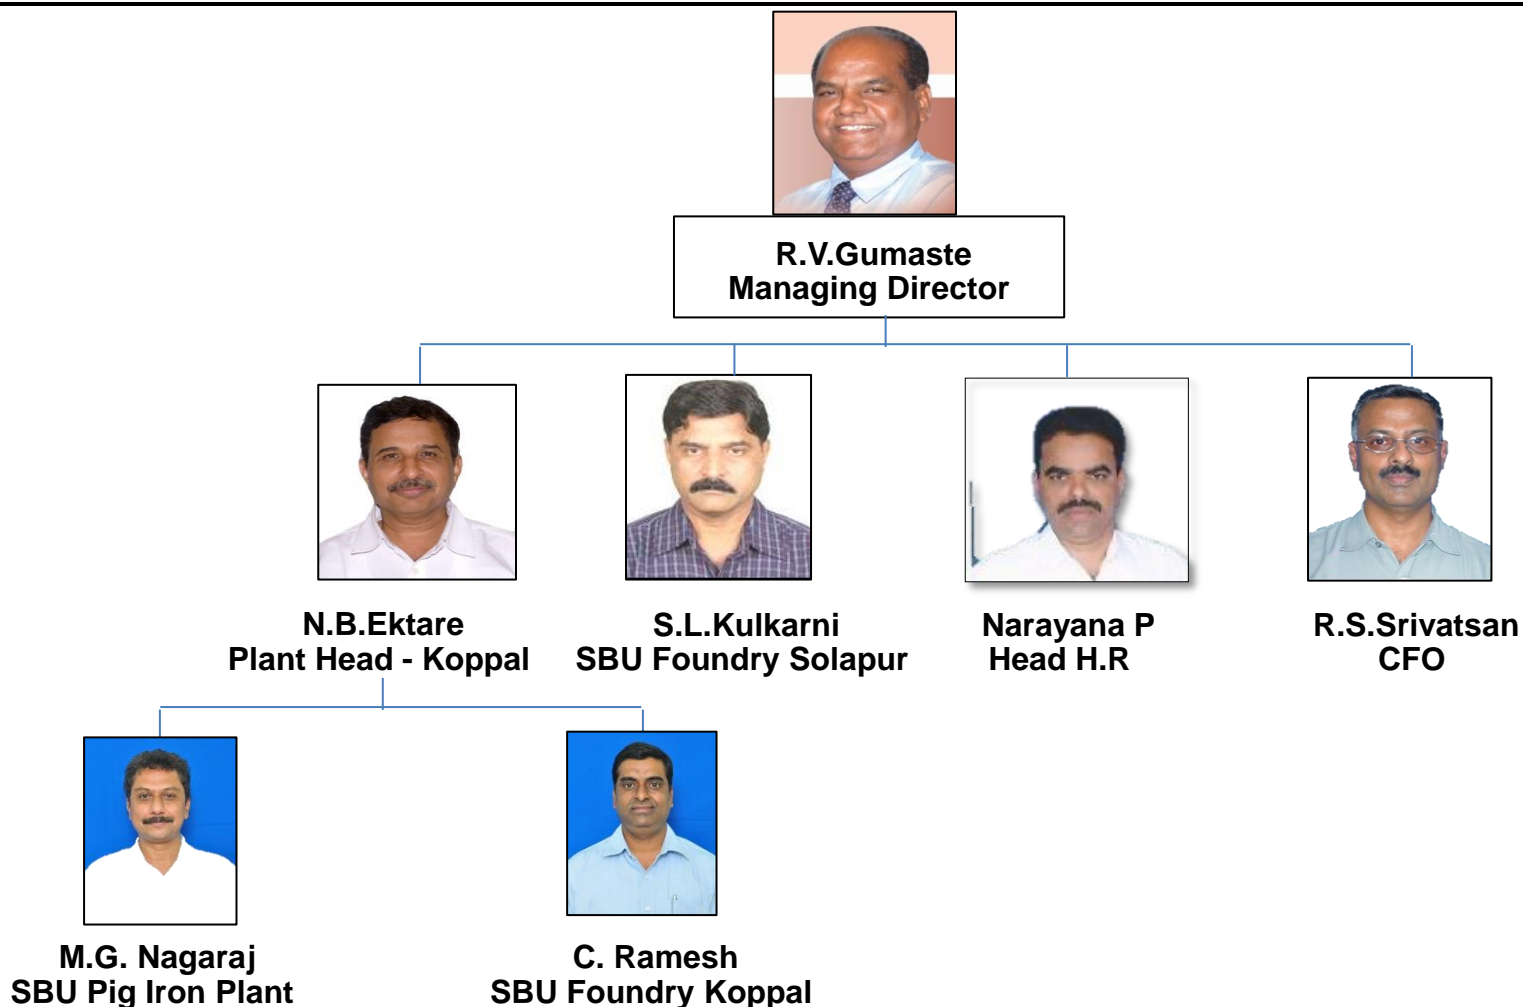 R.V.Gumaste
Managing Director
N.B.Ektare
Plant Head - Koppal
S.L.Kulkarni
SBU Foundry Solapur
Narayana P
Head H.R
R.S.Srivatsan
CFO
M.G. Nagaraj
SBU Pig Iron Plant
C. Ramesh
SBU Foundry Koppal